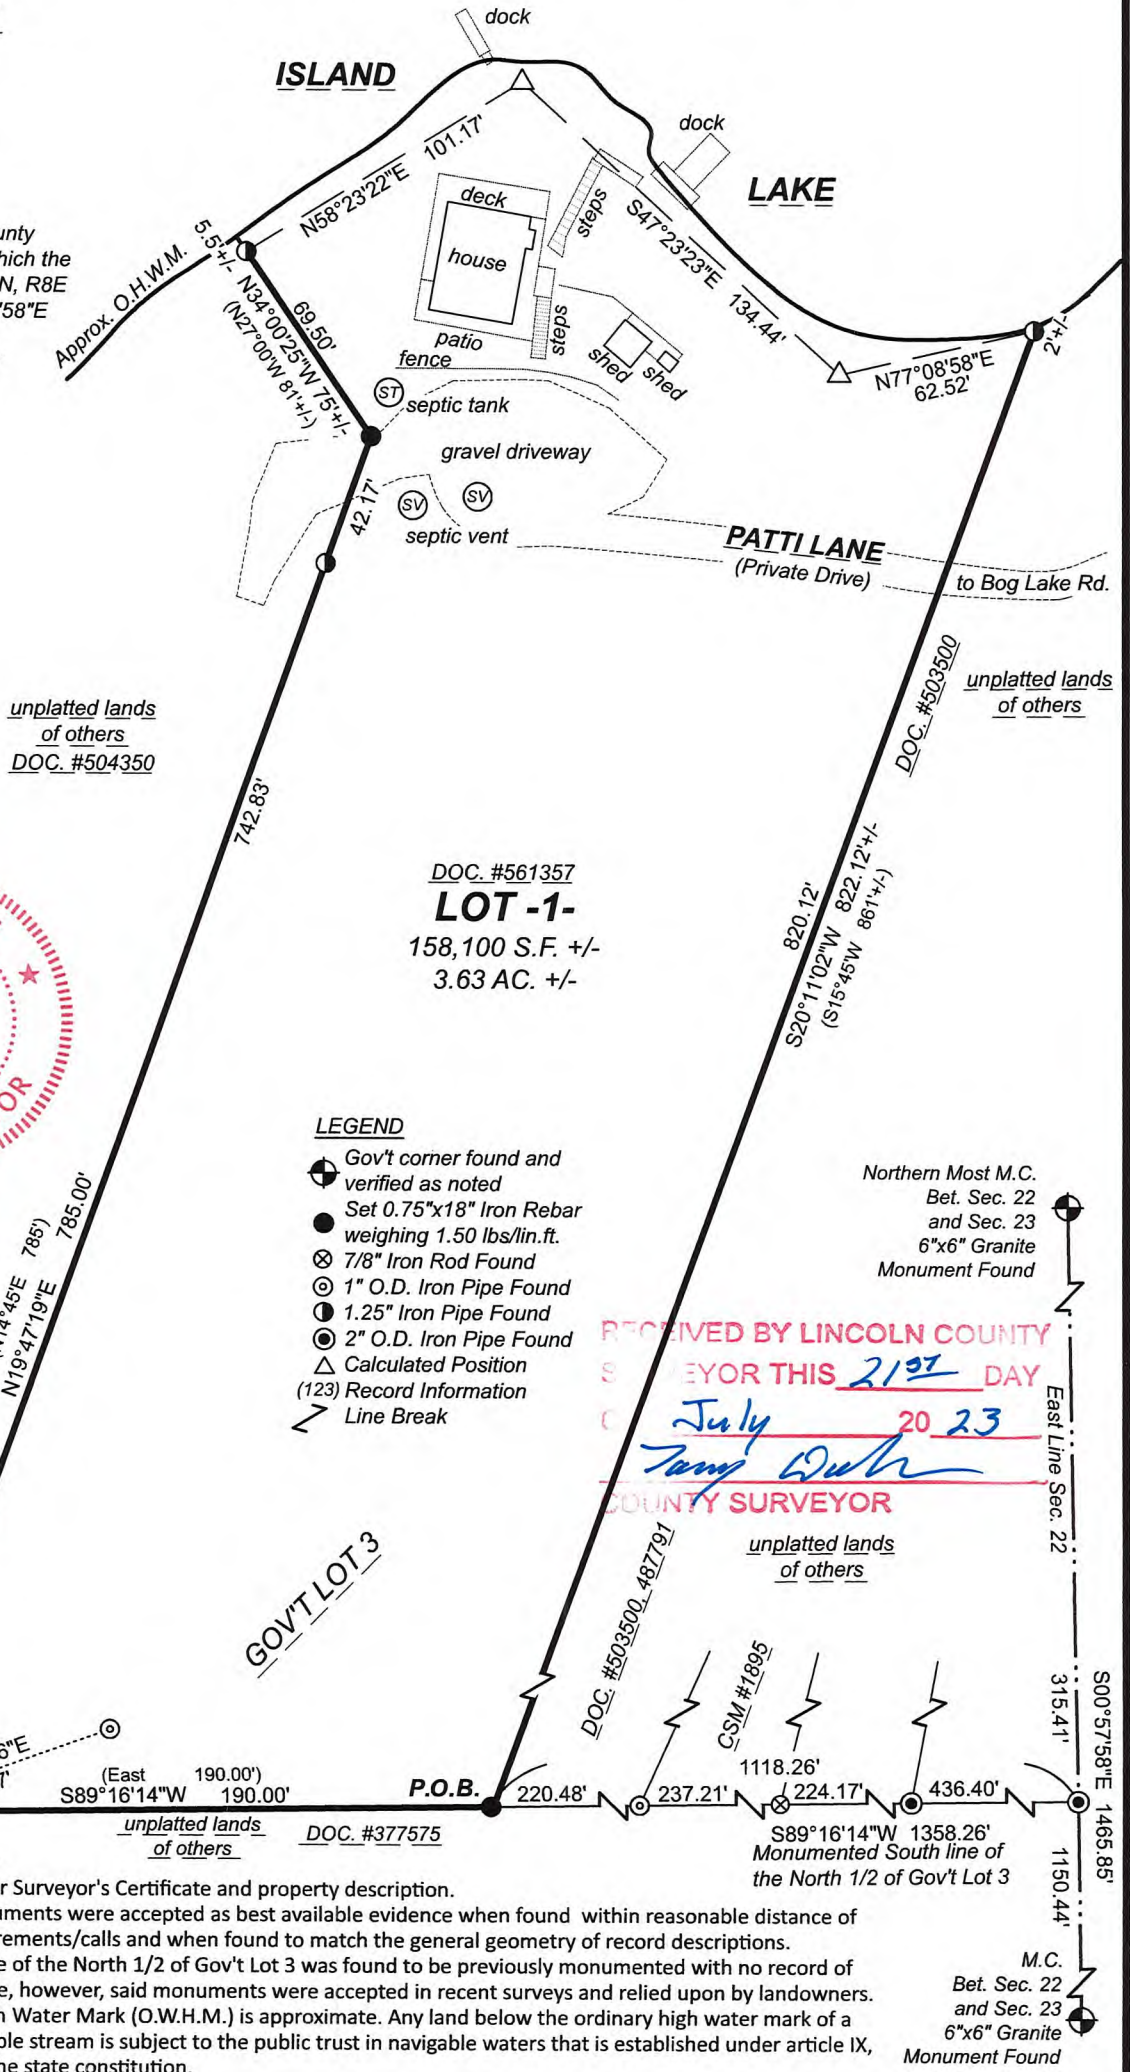 dock
ISLAND
dock
LAKE
N58°23'22"E 101.17'
deck
house
steps
S47°23'23"E 134.44'
unty
hich the
N, R8E
'58"E
Approx. O.H.W.M.
5.5'+/-
69.50'
N34°00'25"W 75'+/-
(N27°00'W 81'+/-)
patio
fence
steps
shed
shed
N77°08'58"E
62.52'
2'+/-
ST
septic tank
gravel driveway
42.17'
SV
SV
septic vent
PATTI LANE
(Private Drive)
to Bog Lake Rd.
DOC. #503500
unplatted lands
of others
unplatted lands
of others
DOC. #504350
742.83'
DOC. #561357
LOT -1-
158,100 S.F. +/-
3.63 AC. +/-
820.12'
S20°11'02"W 822.12'+/-
(S15°45'W 861'+/-)
OR
LEGEND
Gov't corner found and
verified as noted
Set 0.75"x18" Iron Rebar
weighing 1.50 lbs/lin.ft.
7/8" Iron Rod Found
1" O.D. Iron Pipe Found
1.25" Iron Pipe Found
2" O.D. Iron Pipe Found
Calculated Position
(123) Record Information
Line Break
785.00'
N14°45'E 785')
N19°47'19"E
Northern Most M.C.
Bet. Sec. 22
and Sec. 23
6"x6" Granite
Monument Found
RECEIVED BY LINCOLN COUNTY
S EYOR THIS 21ST DAY
July 20 23
COUNTY SURVEYOR
East Line Sec. 22
unplatted lands
of others
GOV'T LOT 3
DOC. #503500, 487791
CSM #1895
315.41'
S00°57'58"E 1465.85'
6"E
(East 190.00')
S89°16'14"W 190.00'
P.O.B.
220.48'
237.21'
1118.26'
224.17'
436.40'
unplatted lands
of others
DOC. #377575
S89°16'14"W 1358.26'
Monumented South line of
the North 1/2 of Gov't Lot 3
1150.44'
r Surveyor's Certificate and property description.
uments were accepted as best available evidence when found within reasonable distance of
rements/calls and when found to match the general geometry of record descriptions.
e of the North 1/2 of Gov't Lot 3 was found to be previously monumented with no record of
e, however, said monuments were accepted in recent surveys and relied upon by landowners.
n Water Mark (O.W.H.M.) is approximate. Any land below the ordinary high water mark of a
ble stream is subject to the public trust in navigable waters that is established under article IX,
he state constitution.
M.C.
Bet. Sec. 22
and Sec. 23
6"x6" Granite
Monument Found